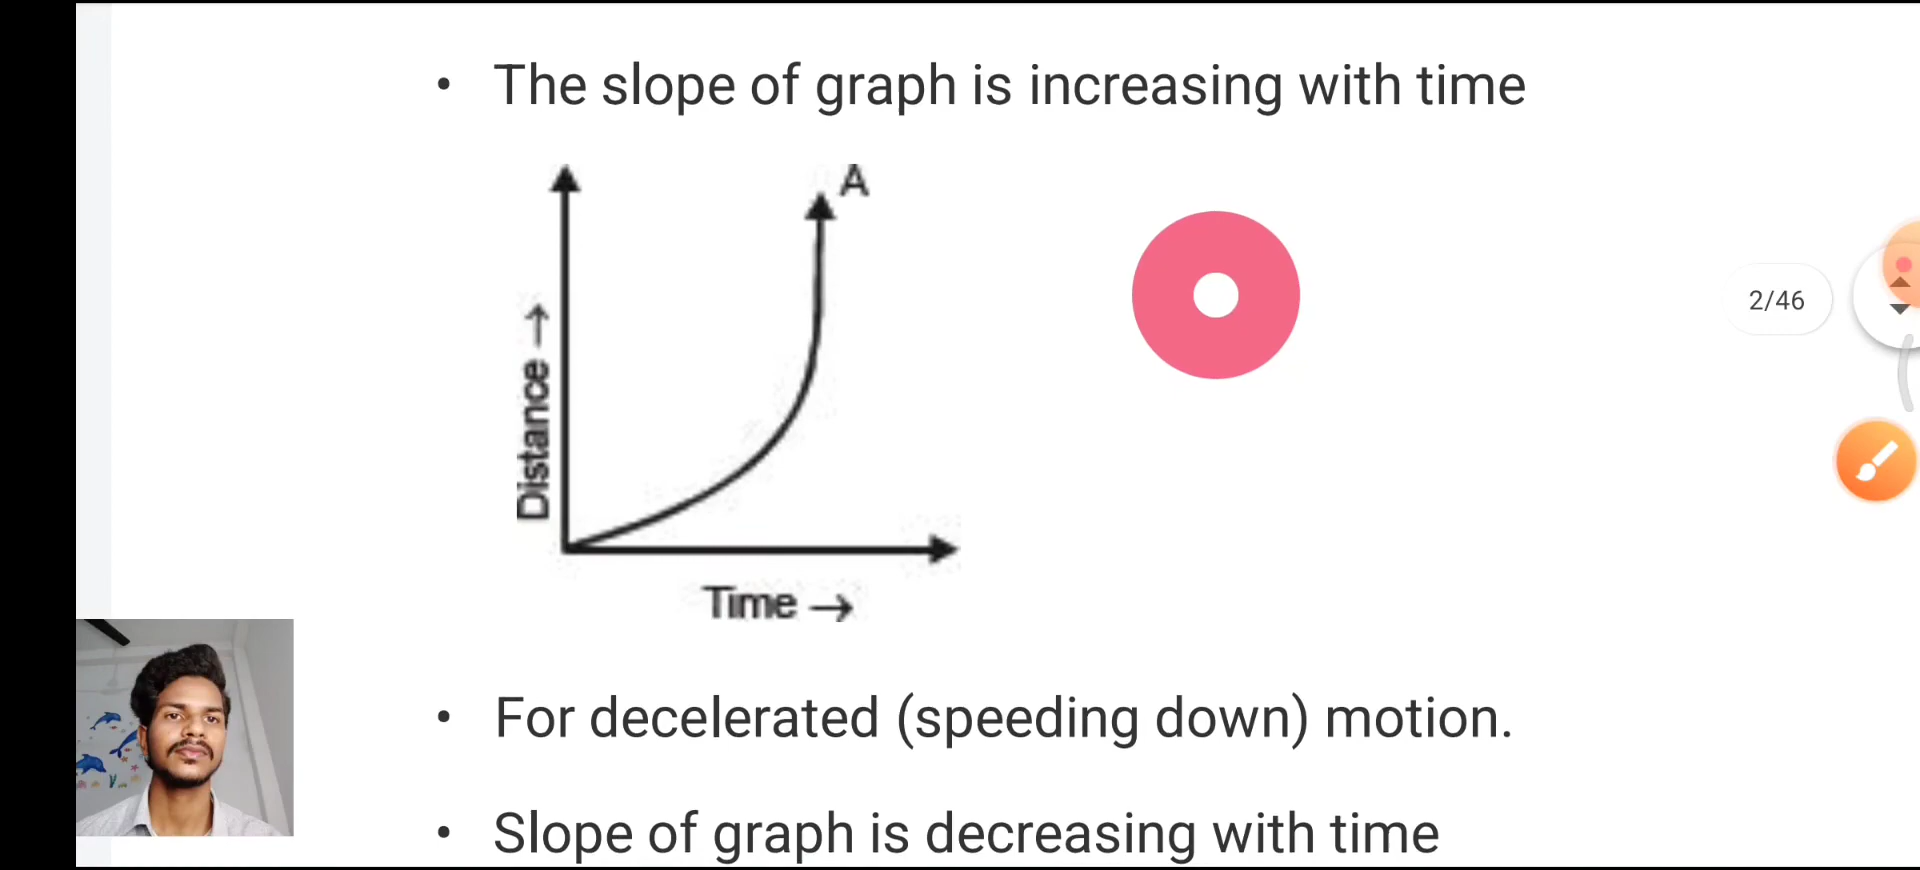 • The slope of graph is increasing with time
A
Distance →
Time →
2/46
• For decelerated (speeding down) motion.
• Slope of graph is decreasing with time